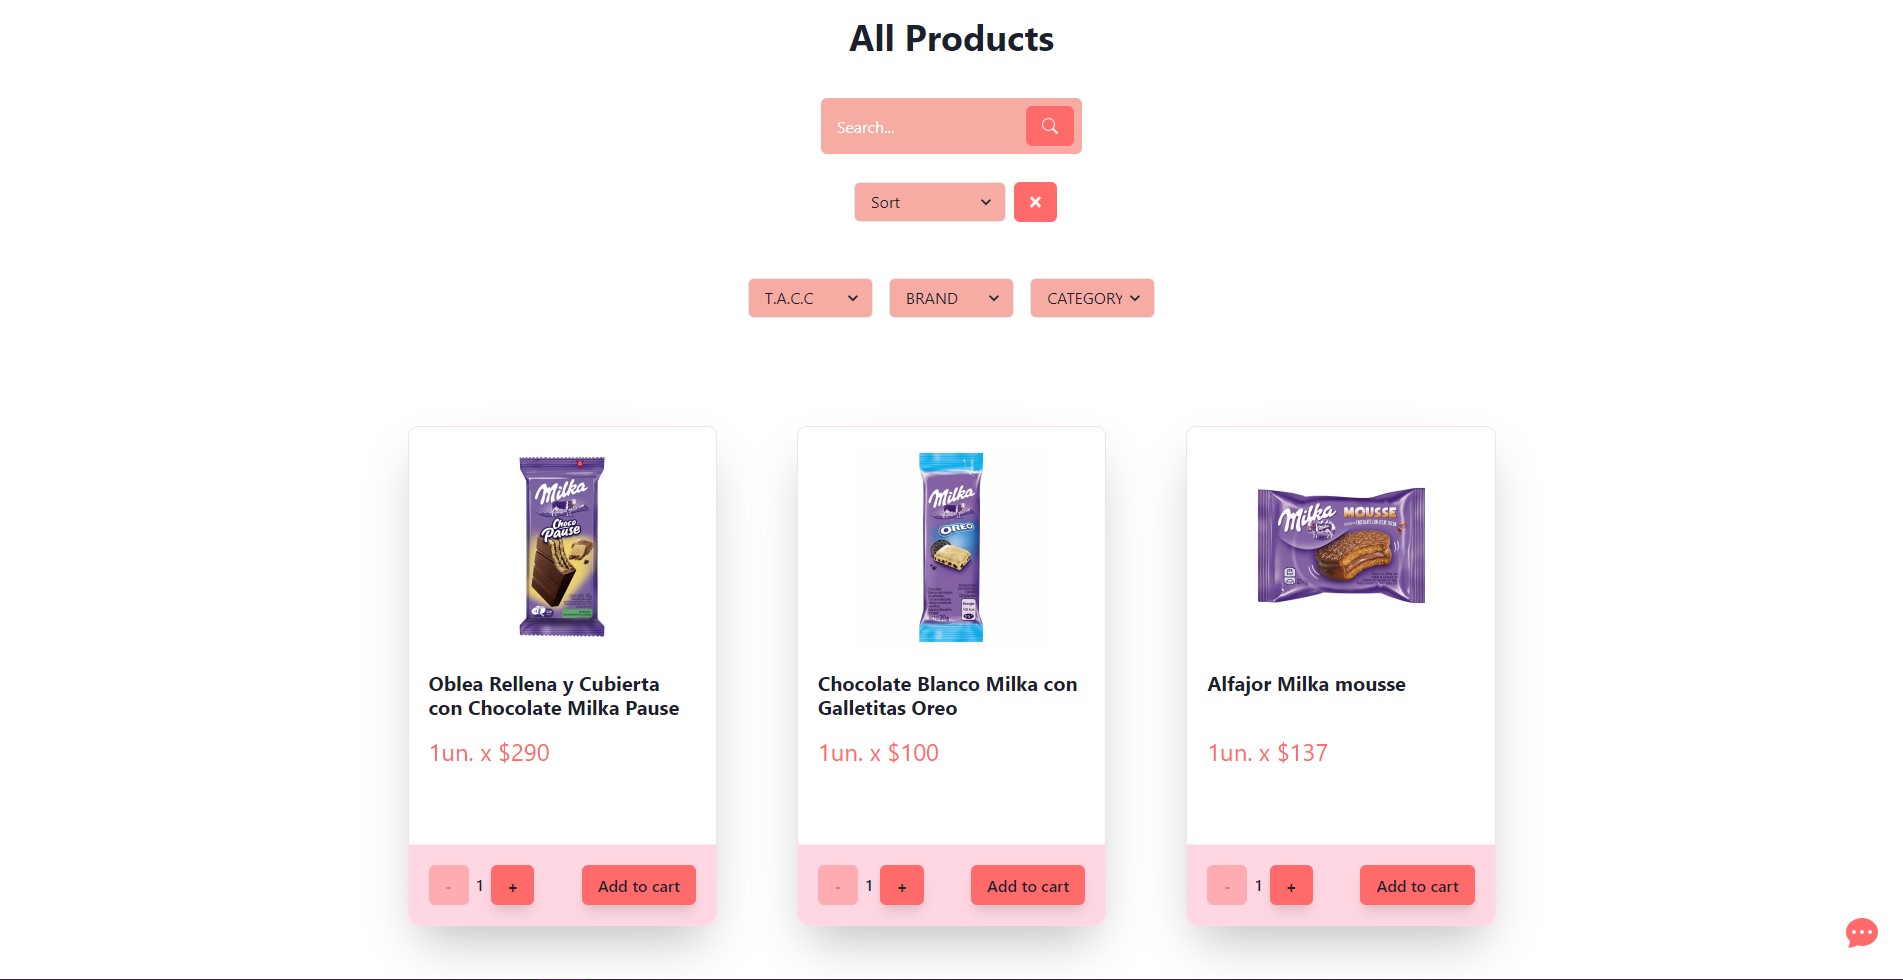 All Products
Search...
Sort
T.A.C.C
BRAND
CATEGORY
Milka
Choco
Pause
Milka
OREO
Milka
MOUSSE
Oblea Rellena y Cubierta
con Chocolate Milka Pause
Chocolate Blanco Milka con
Galletitas Oreo
Alfajor Milka mousse
1un. x $290
1un. x $100
1un. x $137
- 1 + Add to cart
- 1 + Add to cart
- 1 + Add to cart